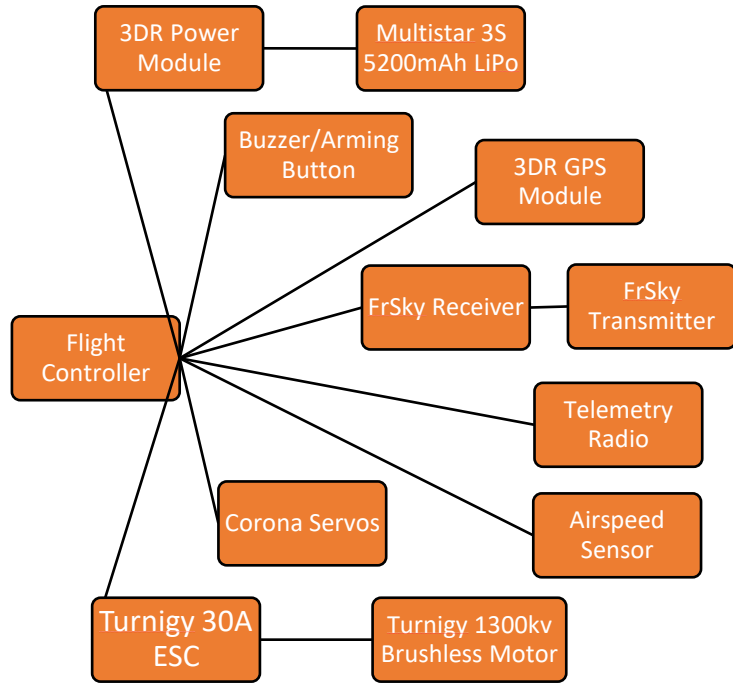 3DR Power
Module
Multistar 3S
5200mAh LiPo
Buzzer/Arming
Button
3DR GPS
Module
FrSky Receiver
FrSky
Transmitter
Flight
Controller
Telemetry
Radio
Corona Servos
Airspeed
Sensor
Turnigy 30A
ESC
Turnigy 1300kv
Brushless Motor